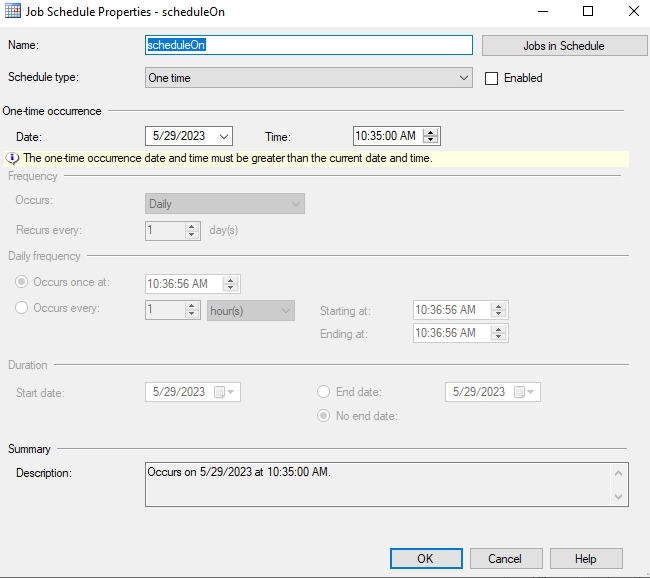 Job Schedule Properties - scheduleOn
Name: scheduleOn Jobs in Schedule
Schedule type: One time Enabled
One-time occurrence
Date: 5/29/2023 Time: 10:35:00 AM
The one-time occurrence date and time must be greater than the current date and time.
Frequency
Occurs: Daily
Recurs every: 1 day(s)
Daily frequency
Occurs once at: 10:36:56 AM
Occurs every: 1 hour(s) Starting at: 10:36:56 AM
Ending at: 10:36:56 AM
Duration
Start date: 5/29/2023 End date: 5/29/2023
No end date:
Summary
Description: Occurs on 5/29/2023 at 10:35:00 AM.
OK Cancel Help